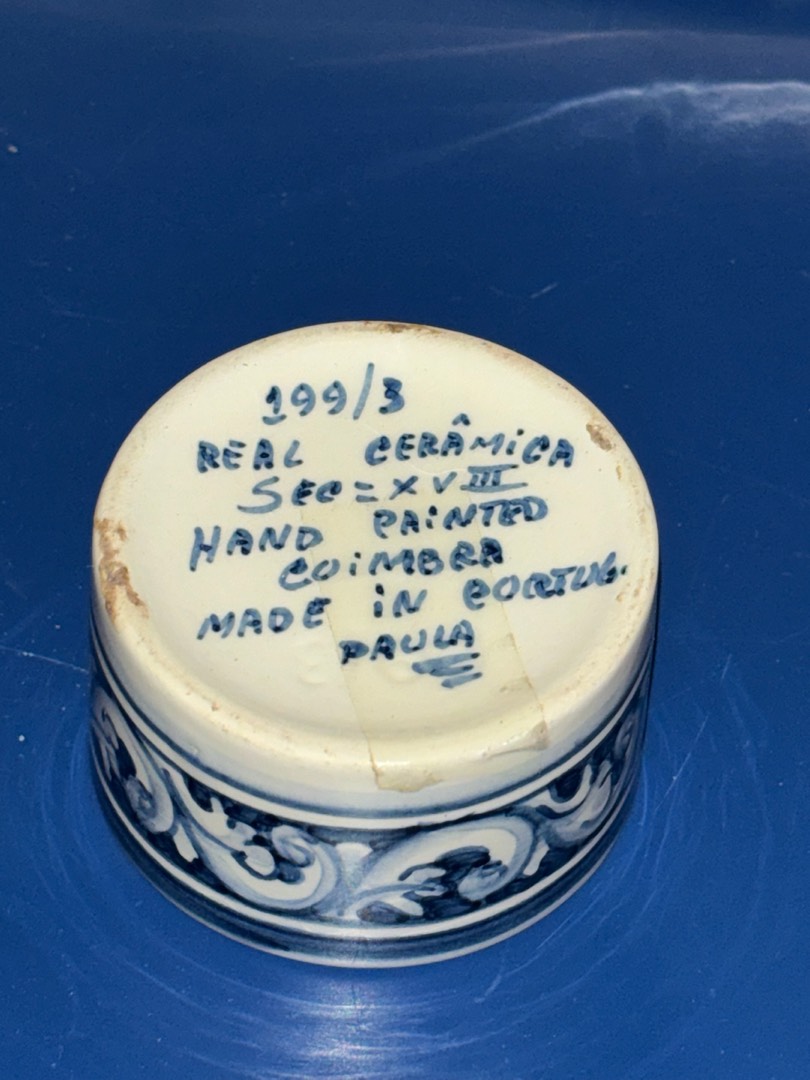 199/3
REAL CERÂMICA
SEC = XVIII
HAND PAINTED
COIMBRA
MADE IN PORTUG.
PAULA